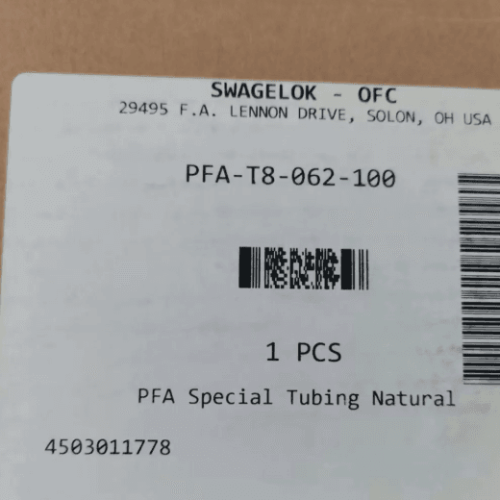 SWAGELOK - OFC
29495 F.A. LENNON DRIVE, SOLON, OH USA
PFA-T8-062-100
1 PCS
PFA Special Tubing Natural
4503011778